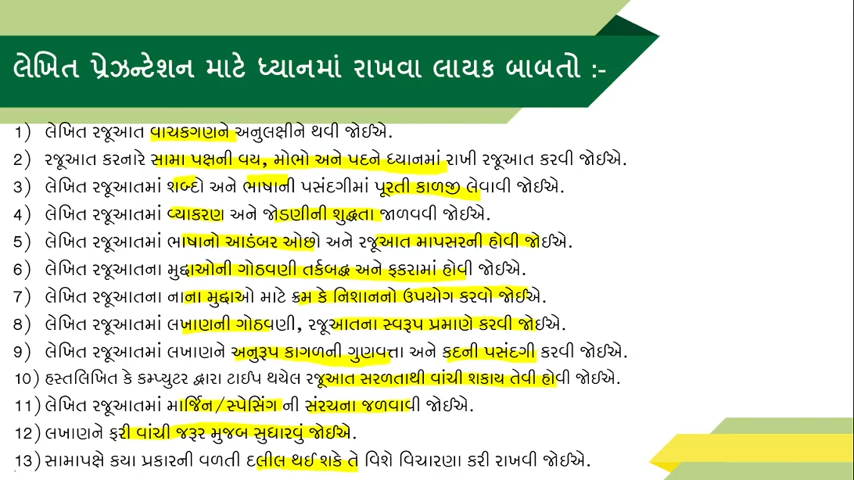 લેખિત પ્રેઝન્ટેશન માટે ધ્યાનમાં રાખવા લાયક બાબતો :-
1) લેખિત રજૂઆત વાચકગણને અનુલક્ષીને થવી જોઈએ.
2) રજૂઆત કરનારે સામા પક્ષની વય, મોભો અને પદને ધ્યાનમાં રાખી રજૂઆત કરવી જોઈએ.
3) લેખિત રજૂઆતમાં શબ્દો અને ભાષાની પસંદગીમાં પૂરતી કાળજી લેવાવી જોઈએ.
4) લેખિત રજૂઆતમાં વ્યાકરણ અને જોડણીની શુદ્ધતા જાળવવી જોઈએ.
5) લેખિત રજૂઆતમાં ભાષાનો આડંબર ઓછો અને રજૂઆત માપસરની હોવી જોઈએ.
6) લેખિત રજૂઆતના મુદ્દાઓની ગોઠવણી તર્કબદ્ધ અને ફકરામાં હોવી જોઈએ.
7) લેખિત રજૂઆતના નાના મુદ્દાઓ માટે ક્રમ કે નિશાનનો ઉપયોગ કરવો જોઈએ.
8) લેખિત રજૂઆતમાં લખાણની ગોઠવણી, રજૂઆતના સ્વરૂપ પ્રમાણે કરવી જોઈએ.
9) લેખિત રજૂઆતમાં લખાણને અનુરૂપ કાગળની ગુણવત્તા અને કદની પસંદગી કરવી જોઈએ.
10) હસ્તલિખિત કે કમ્પ્યુટર દ્વારા ટાઈપ થયેલ રજૂઆત સરળતાથી વાંચી શકાય તેવી હોવી જોઈએ.
11) લેખિત રજૂઆતમાં માર્જિન/સ્પેસિંગ ની સંરચના જળવાવી જોઈએ.
12) લખાણને ફરી વાંચી જરૂર મુજબ સુધારવું જોઈએ.
13) સામાપક્ષે કયા પ્રકારની વળતી દલીલ થઈ શકે તે વિશે વિચારણા કરી રાખવી જોઈએ.